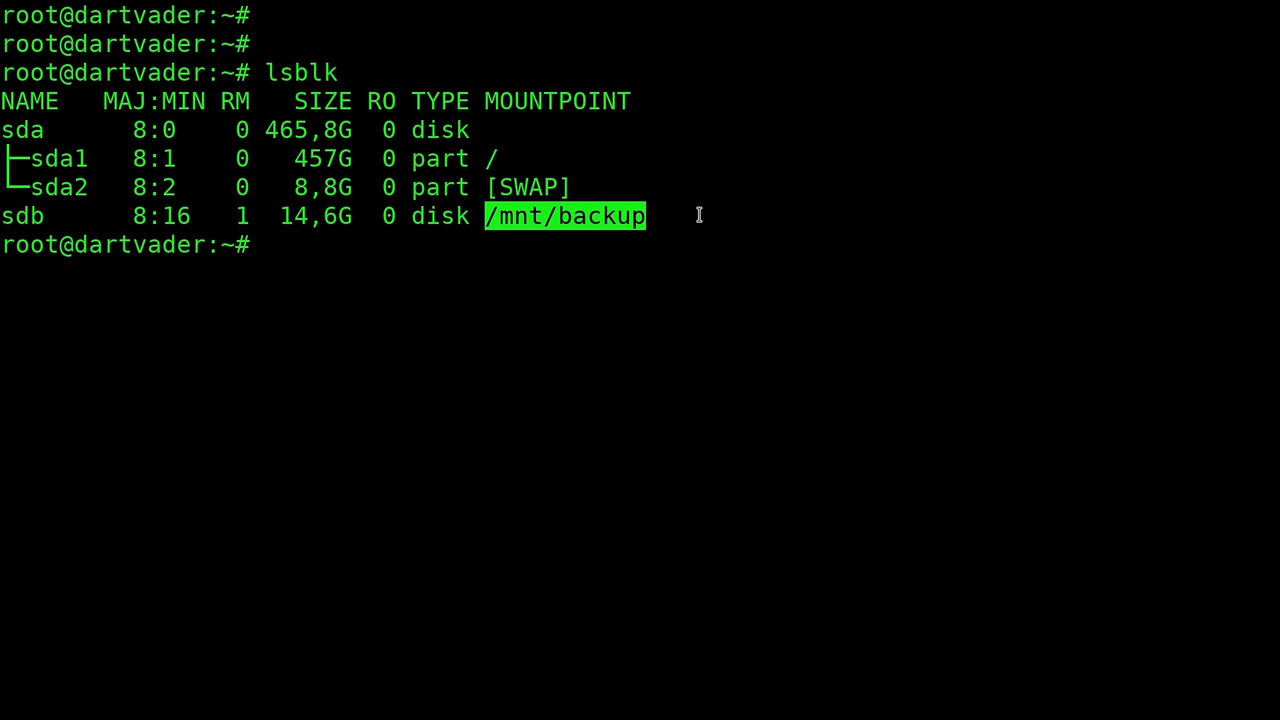 root@dartvader:~#
root@dartvader:~#
root@dartvader:~# lsblk
NAME   MAJ:MIN RM   SIZE RO TYPE MOUNTPOINT
sda      8:0    0 465,8G  0 disk
├─sda1   8:1    0   457G  0 part /
└─sda2   8:2    0   8,8G  0 part [SWAP]
sdb      8:16   1  14,6G  0 disk /mnt/backup
root@dartvader:~#